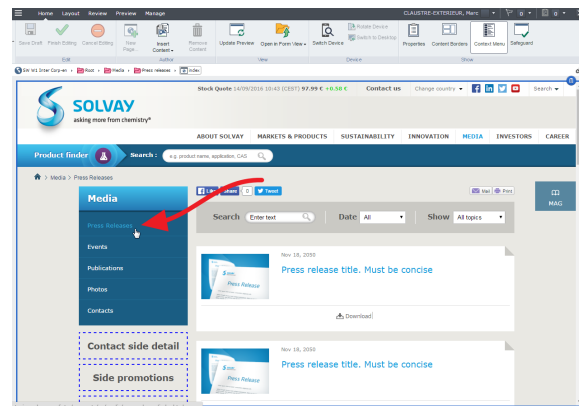 Home Layout Review Preview Manage
CLAUSTRE-EXTERIEUR, Marc
Save Draft Finish Editing Cancel Editing New Page... Insert Content Remove Content Update Preview Open in Form View Switch Device Rotate Device Switch to Desktop Properties Content Borders Context Menu Safeguard
Edit Author View Device Show
Root Media Press releases index
SOLVAY
asking more from chemistry®
Stock Quote 14/09/2016 10:43 (CEST) 97.99 € +0.50 € Contact us Change country Search
ABOUT SOLVAY MARKETS & PRODUCTS SUSTAINABILITY INNOVATION MEDIA INVESTORS CAREER
Product finder Search : e.g. product name, application, CAS
> Media > Press Releases
Media
Press Releases
Events
Publications
Photos
Contacts
Contact side detail
Side promotions
Like Share 0 Tweet Mail Print
MAG
Search Enter text Date All Show All topics
Nov 18, 2050
Press release title. Must be concise
Press Release
Download
Nov 18, 2050
Press release title. Must be concise
Press Release